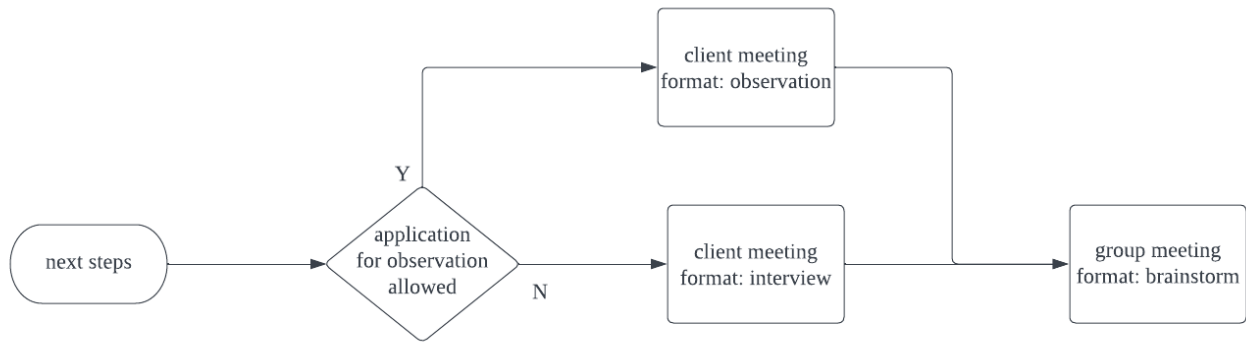 next steps
application
for observation
allowed
Y
N
client meeting
format: observation
client meeting
format: interview
group meeting
format: brainstorm